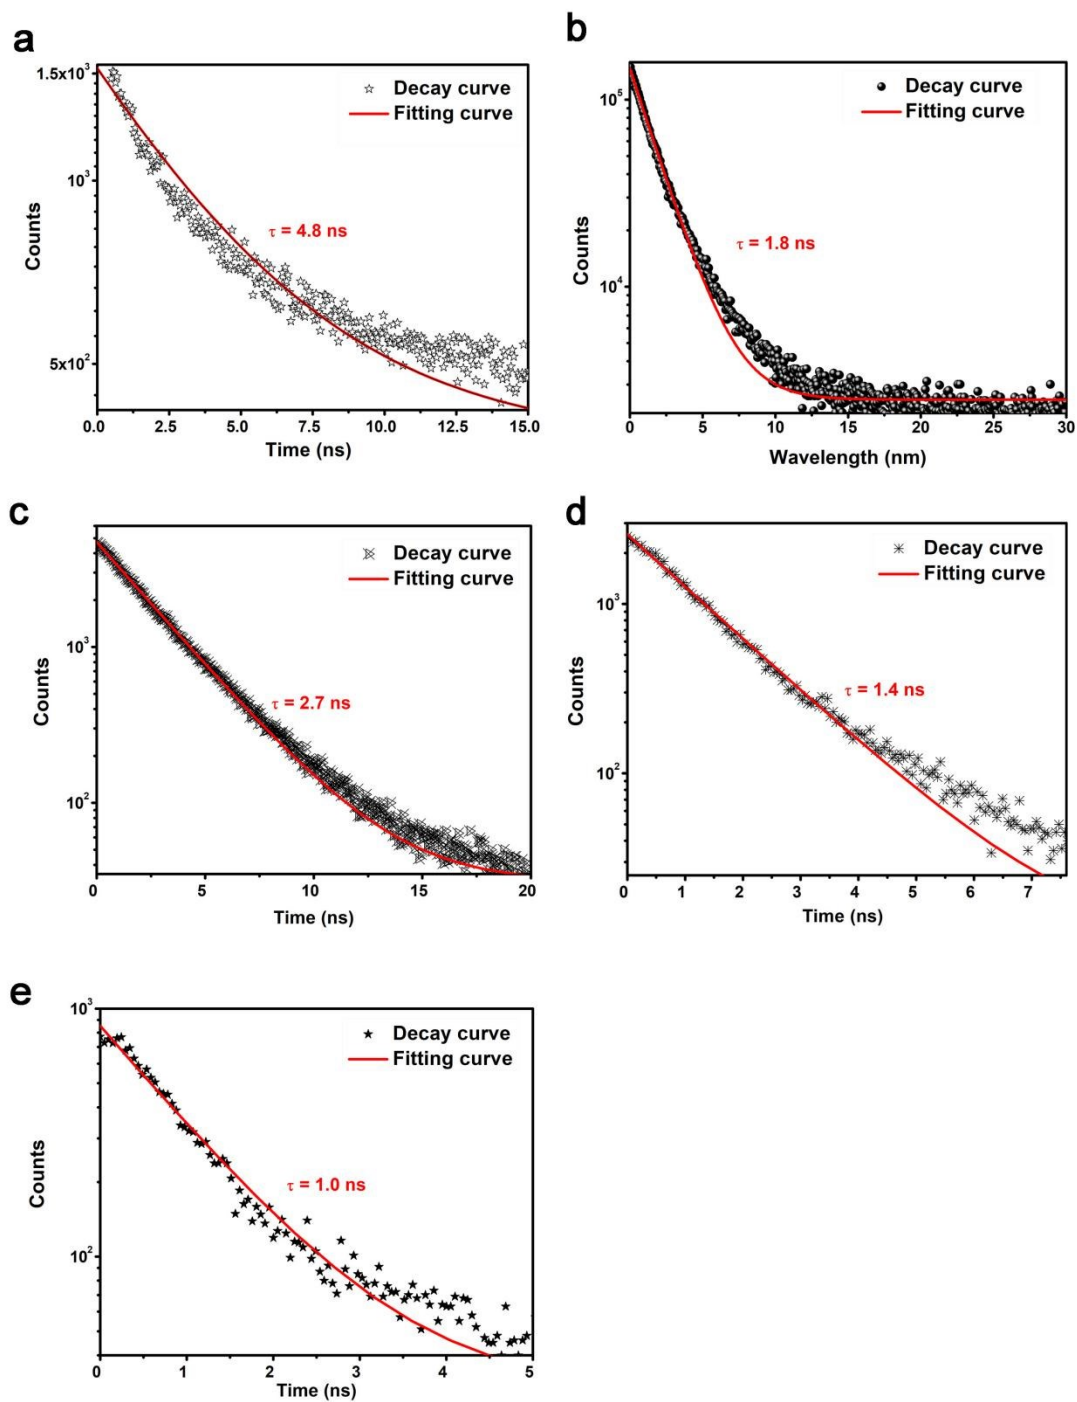 a
1.5x10³
10³
5x10²
Counts
Decay curve
Fitting curve
τ = 4.8 ns
0.0 2.5 5.0 7.5 10.0 12.5 15.0
Time (ns)
b
10⁵
10⁴
Counts
Decay curve
Fitting curve
τ = 1.8 ns
0 5 10 15 20 25 30
Wavelength (nm)
c
10³
10²
Counts
Decay curve
Fitting curve
τ = 2.7 ns
0 5 10 15 20
Time (ns)
d
10³
10²
Counts
Decay curve
Fitting curve
τ = 1.4 ns
0 1 2 3 4 5 6 7
Time (ns)
e
10³
10²
Counts
Decay curve
Fitting curve
τ = 1.0 ns
0 1 2 3 4 5
Time (ns)